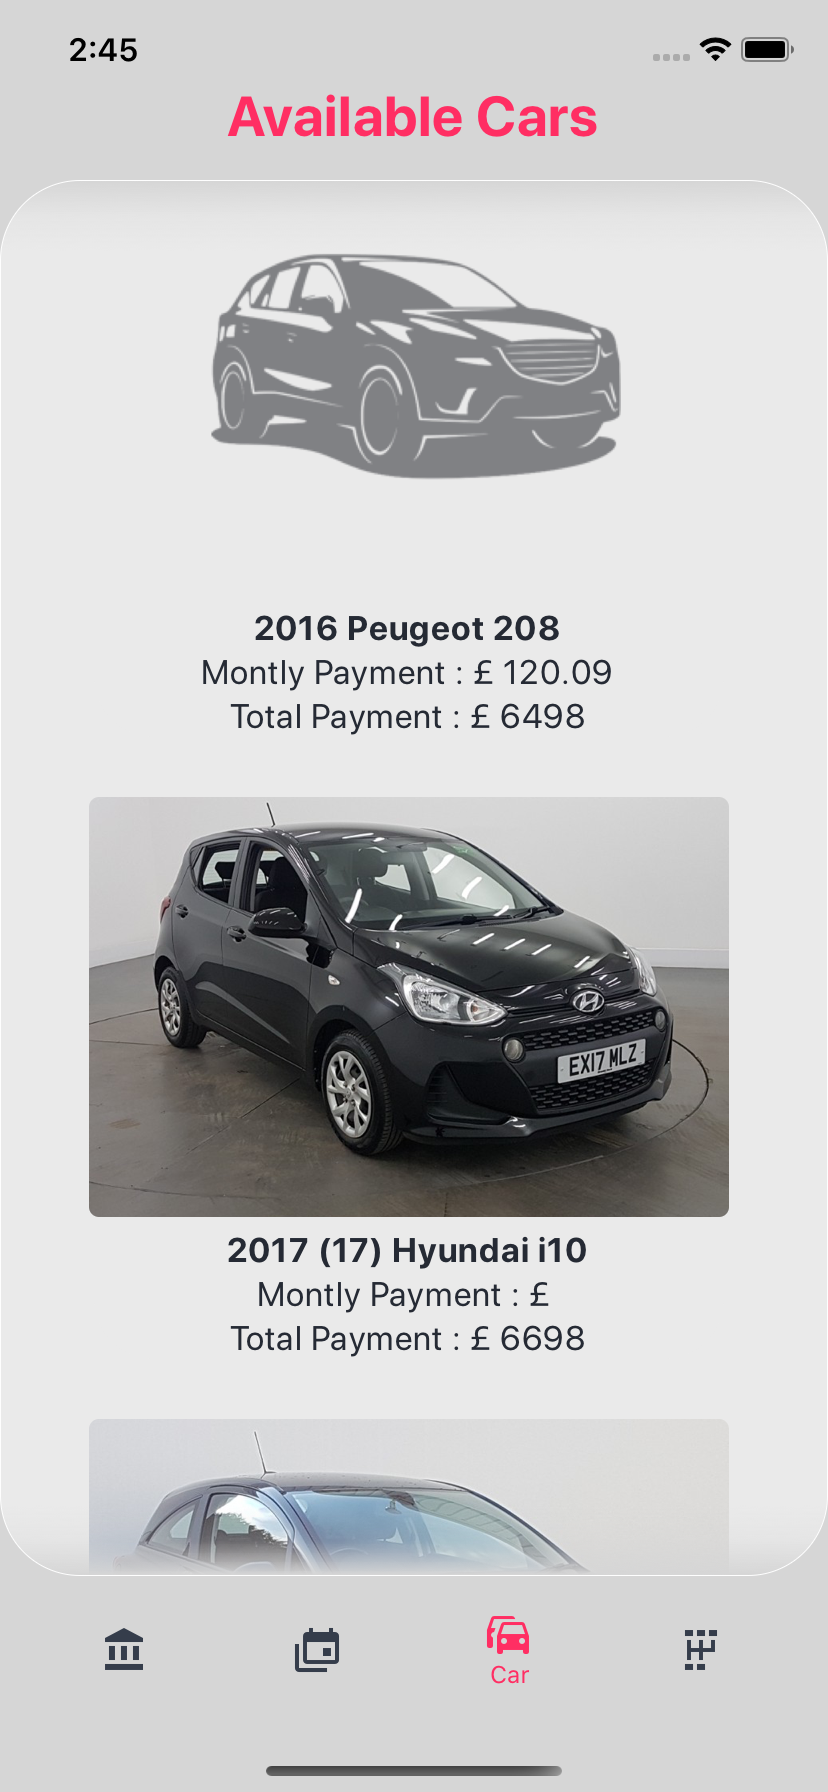 2:45
Available Cars
2016 Peugeot 208
Montly Payment : £ 120.09
Total Payment : £ 6498
EX17 MLZ
2017 (17) Hyundai i10
Montly Payment : £
Total Payment : £ 6698
Car